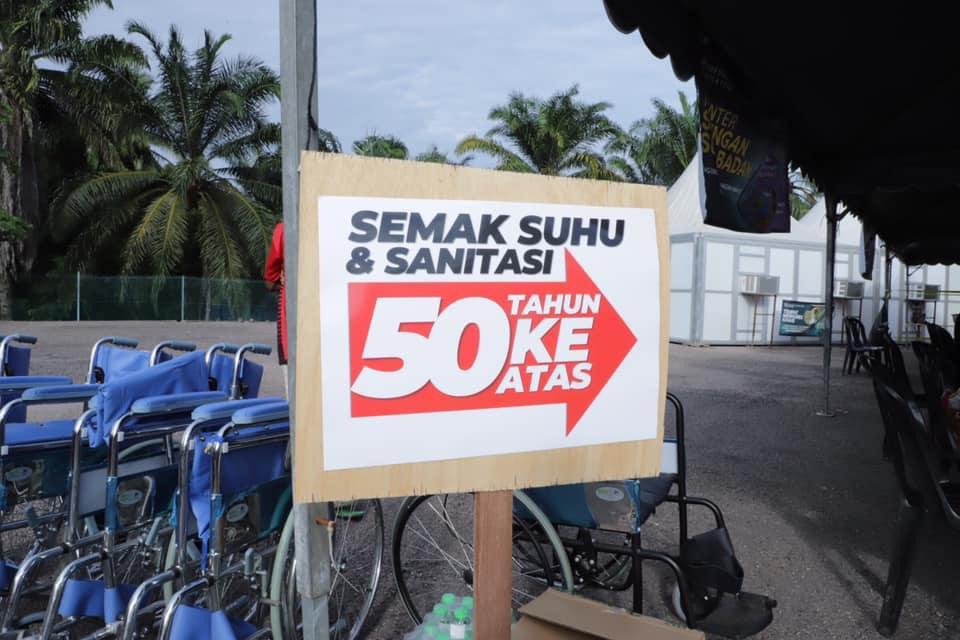 SEMAK SUHU
& SANITASI
50 TAHUN
KE
ATAS